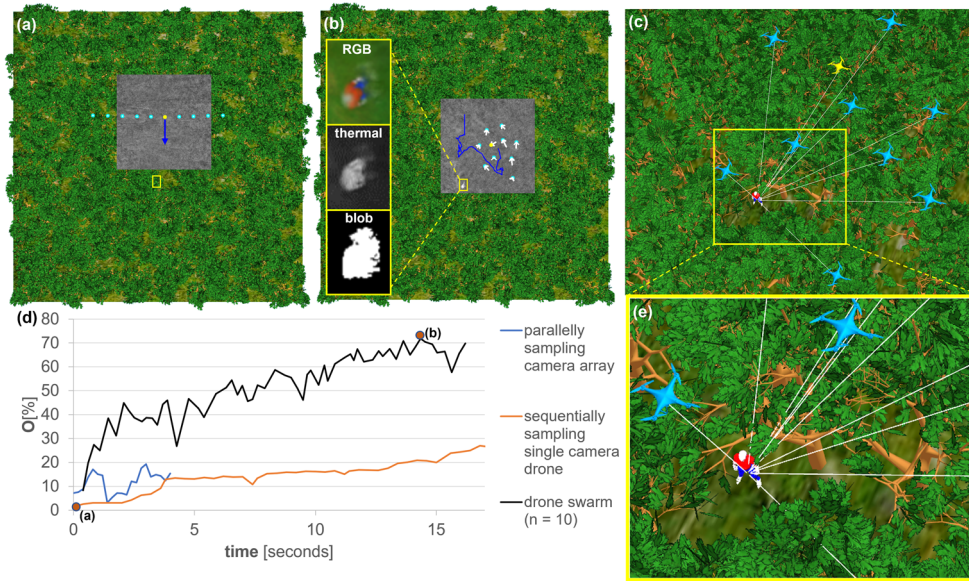 (a)
(b)
RGB
thermal
blob
(c)
(d)
80
70
60
50
40
30
20
10
0
O[%]
(a)
(b)
0
5
10
15
time [seconds]
parallelly
sampling
camera array
sequentially
sampling
single camera
drone
drone swarm
(n = 10)
(e)